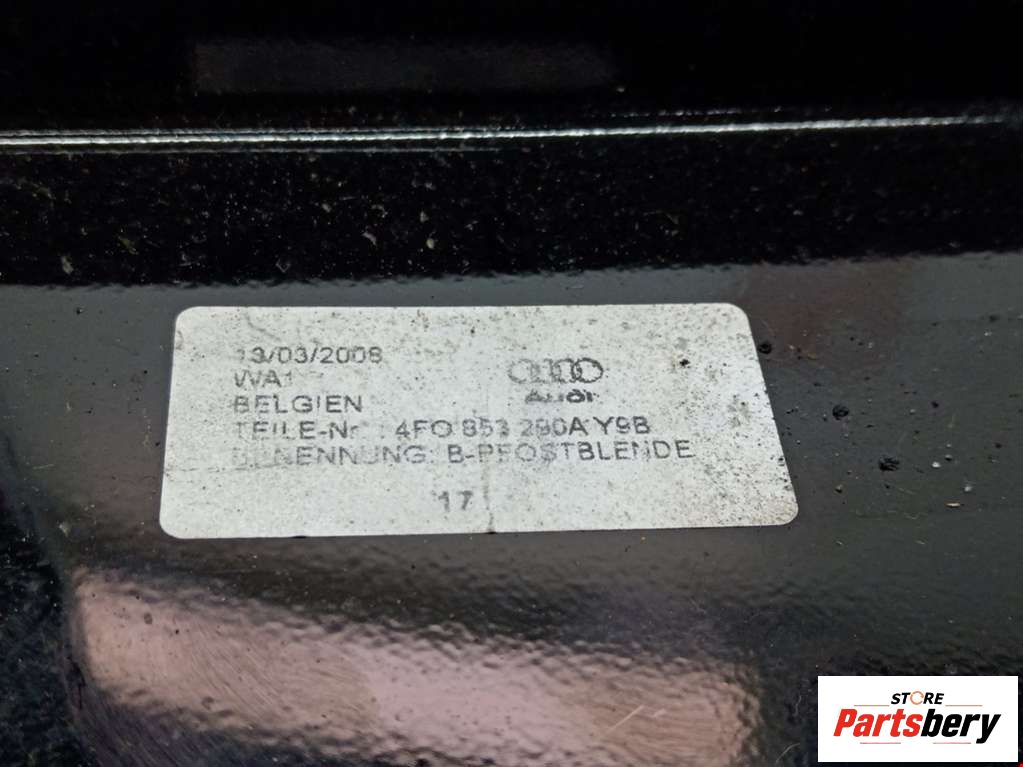 13/03/2008
WA1
BELGIEN
Audi
TEILE-Nr : 4F0 853 290A Y9B
BENENNUNG: B-PFOSTBLENDE
17
STORE
Partsbery